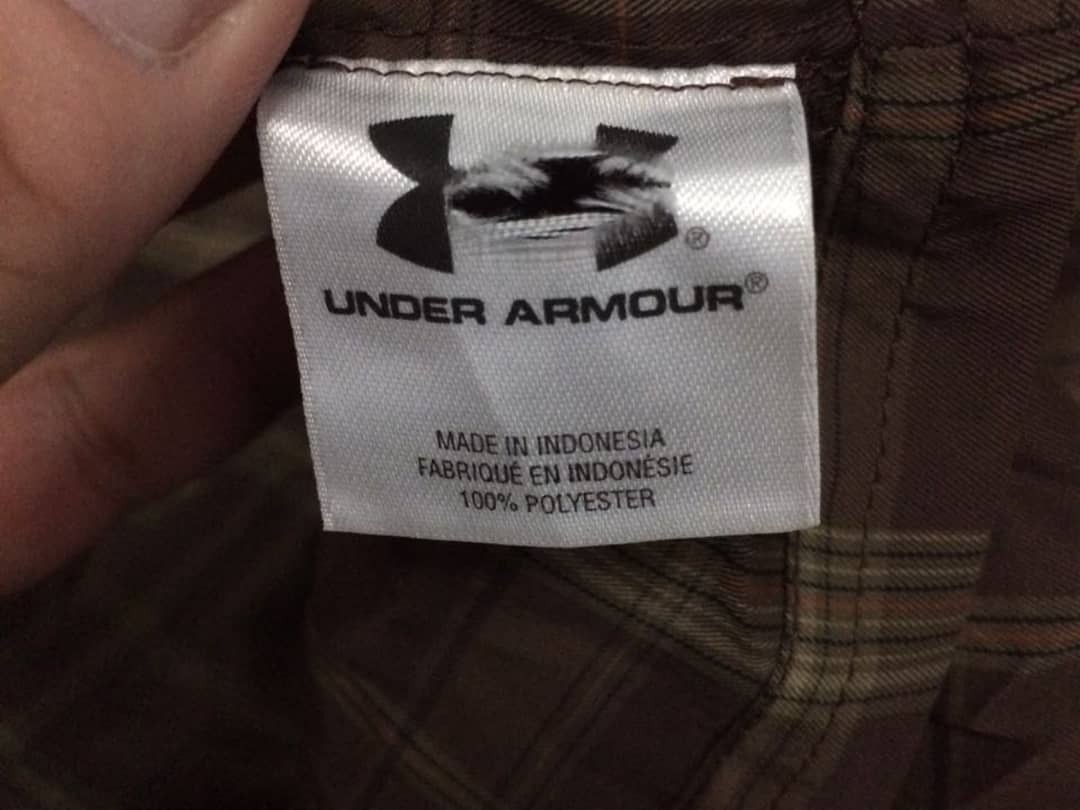 ®
UNDER ARMOUR®
MADE IN INDONESIA
FABRIQUÉ EN INDONÉSIE
100% POLYESTER